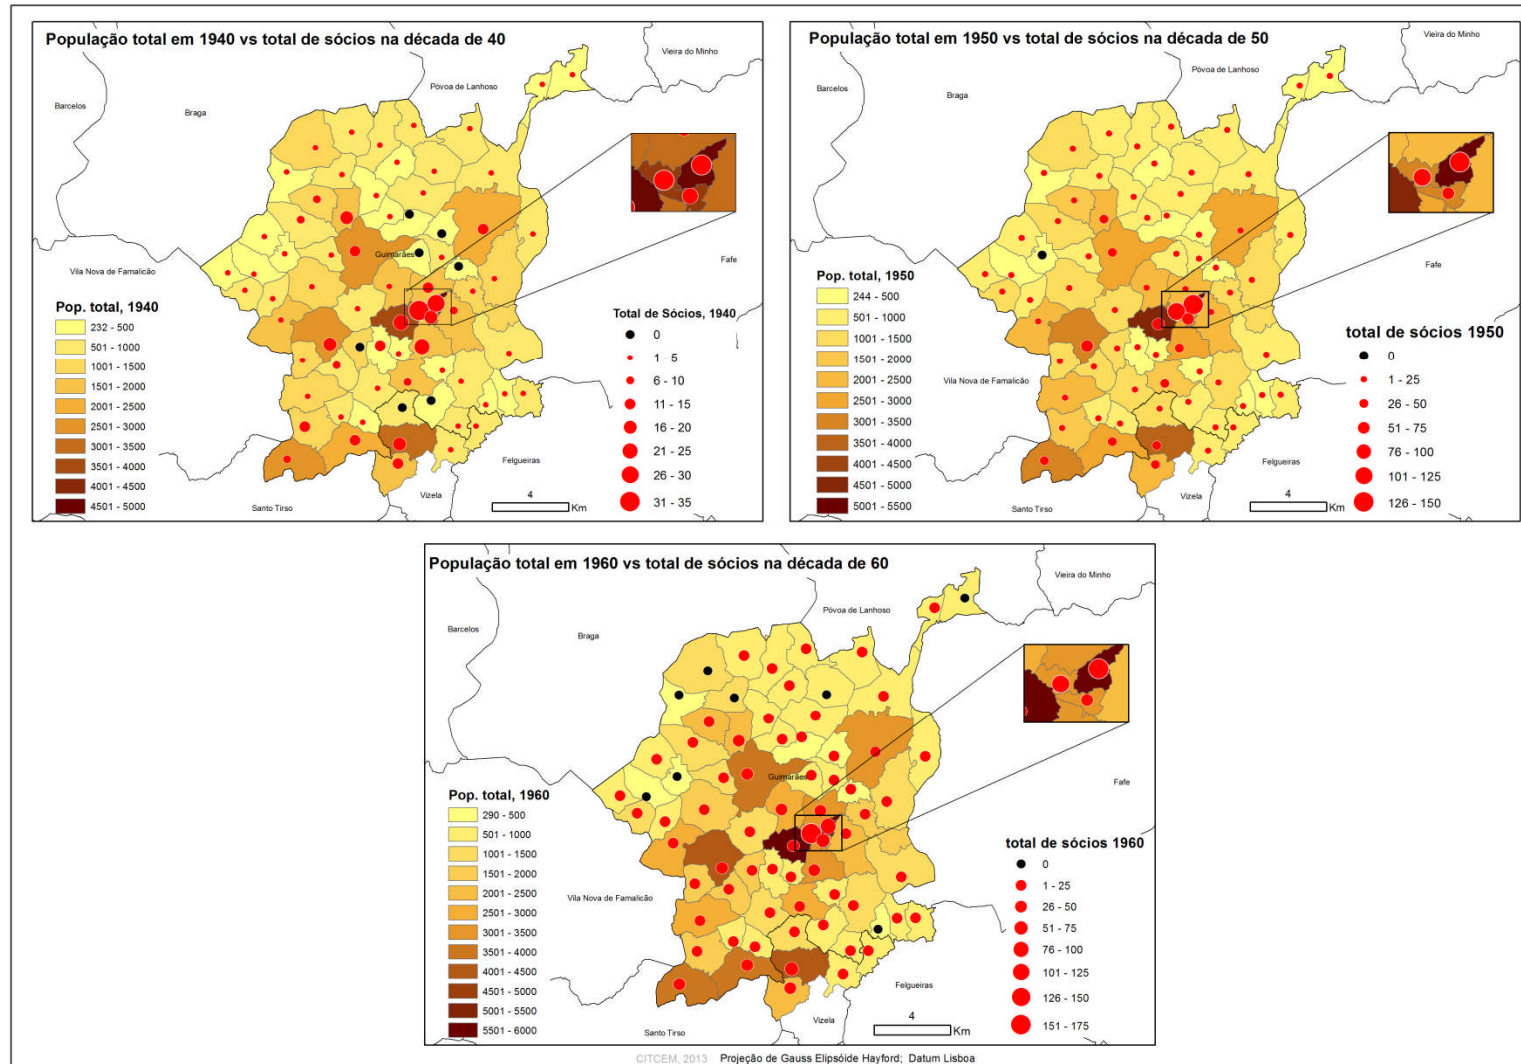 População total em 1940 vs total de sócios na década de 40
Vieira do Minho
Póvoa de Lanhoso
Barcelos
Braga
Guimarães
Fafe
Vila Nova de Famalicão
Pop. total, 1940
232 - 500
501 - 1000
1001 - 1500
1501 - 2000
2001 - 2500
2501 - 3000
3001 - 3500
3501 - 4000
4001 - 4500
4501 - 5000
Total de Sócios, 1940
0
1 - 5
6 - 10
11 - 15
16 - 20
21 - 25
26 - 30
31 - 35
Felgueiras
Vizela
Santo Tirso
4
Km
População total em 1950 vs total de sócios na década de 50
Vieira do Minho
Póvoa de Lanhoso
Barcelos
Braga
Guimarães
Fafe
Pop. total, 1950
244 - 500
501 - 1000
1001 - 1500
1501 - 2000
2001 - 2500
2501 - 3000
3001 - 3500
3501 - 4000
4001 - 4500
4501 - 5000
5001 - 5500
Vila Nova de Famalicão
total de sócios 1950
0
1 - 25
26 - 50
51 - 75
76 - 100
101 - 125
126 - 150
Felgueiras
Vizela
Santo Tirso
4
Km
População total em 1960 vs total de sócios na década de 60
Vieira do Minho
Póvoa de Lanhoso
Barcelos
Braga
Guimarães
Fafe
Pop. total, 1960
290 - 500
501 - 1000
1001 - 1500
1501 - 2000
2001 - 2500
2501 - 3000
3001 - 3500
3501 - 4000
4001 - 4500
4501 - 5000
5001 - 5500
5501 - 6000
Vila Nova de Famalicão
total de sócios 1960
0
1 - 25
26 - 50
51 - 75
76 - 100
101 - 125
126 - 150
151 - 175
Felgueiras
Vizela
Santo Tirso
4
Km
CITCEM, 2013 Projeção de Gauss Elipsóide Hayford; Datum Lisboa